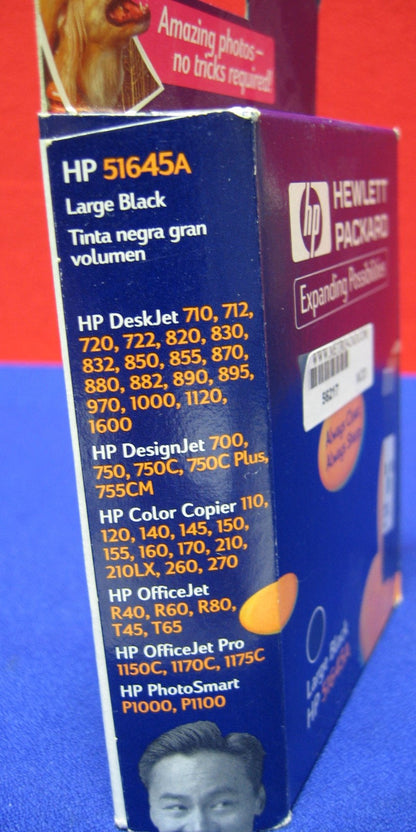 Amazing photos—
no tricks required!
HP 51645A
Large Black
Tinta negra gran
volumen
HP DeskJet 710, 712,
720, 722, 820, 830,
832, 850, 855, 870,
880, 882, 890, 895,
970, 1000, 1120,
1600
HP DesignJet 700,
750, 750C, 750C Plus,
755CM
HP Color Copier 110,
120, 140, 145, 150,
155, 160, 170, 210,
210LX, 260, 270
HP OfficeJet
R40, R60, R80,
T45, T65
HP OfficeJet Pro
1150C, 1170C, 1175C
HP PhotoSmart
P1000, P1100
hp
HEWLETT
PACKARD
Expanding Possibilities
56217
Large Black
HP 51645A